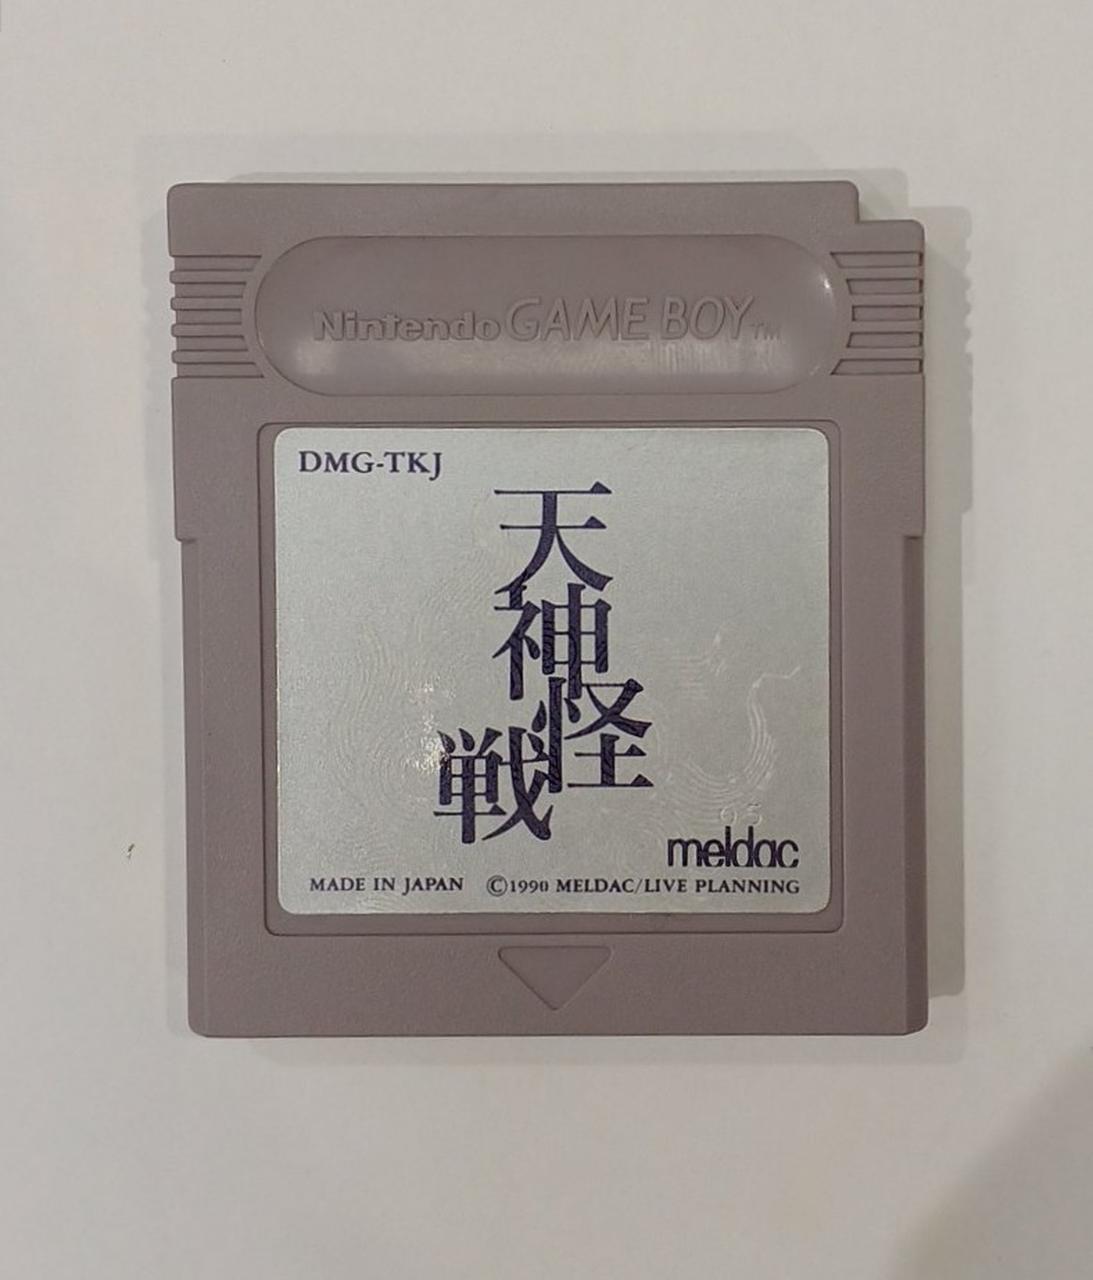 Nintendo GAME BOY™
DMG-TKJ
天神怪戦
meldac
MADE IN JAPAN ©1990 MELDAC/LIVE PLANNING